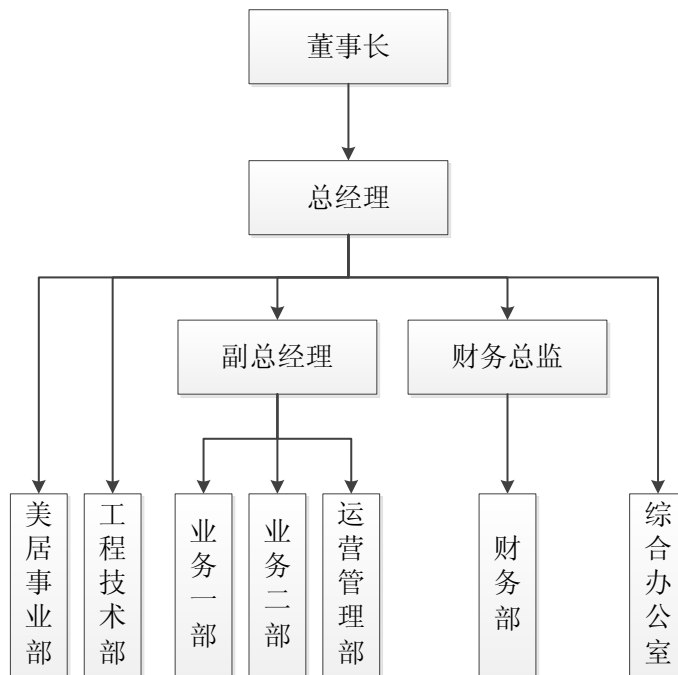 董事长
总经理
副总经理
财务总监
美居事业部
工程技术部
业务一部
业务二部
运营管理部
财务部
综合办公室